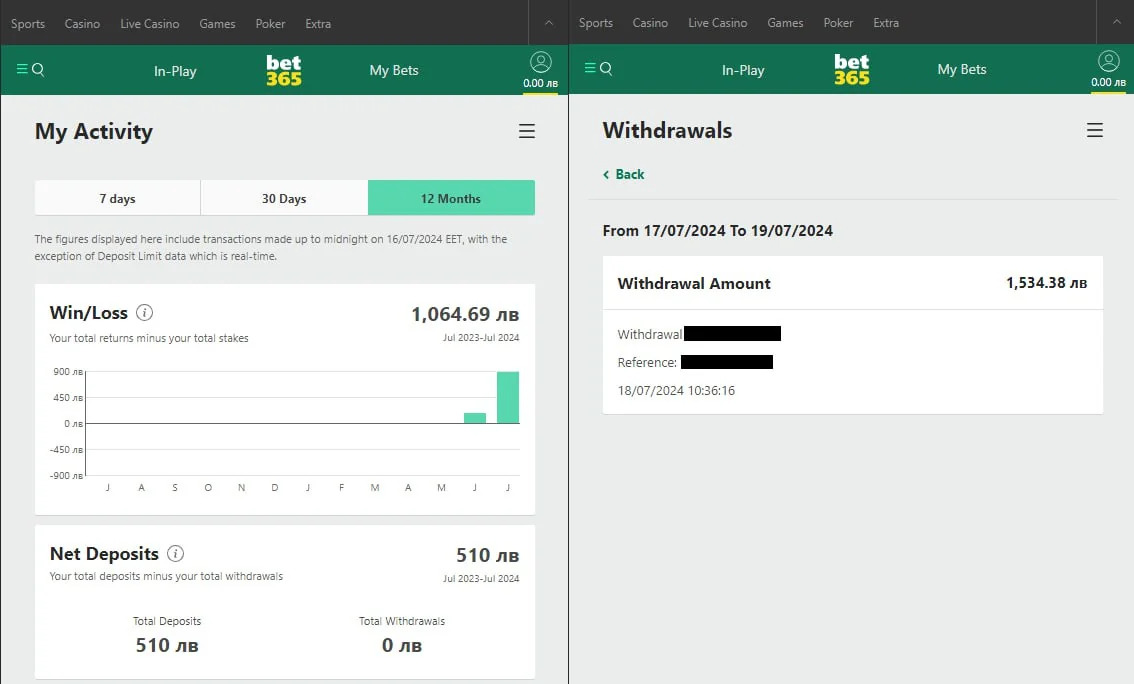 Sports Casino Live Casino Games Poker Extra
In-Play
bet
365
My Bets
0.00 лв
My Activity
7 days
30 Days
12 Months
The figures displayed here include transactions made up to midnight on 16/07/2024 EET, with the
exception of Deposit Limit data which is real-time.
Win/Loss
1,064.69 лв
Your total returns minus your total stakes
Jul 2023-Jul 2024
900 лв
450 лв
0 лв
-450 лв
-900 лв
J A S O N D J F M A M J J
Net Deposits
510 лв
Your total deposits minus your total withdrawals
Jul 2023-Jul 2024
Total Deposits
510 лв
Total Withdrawals
0 лв
Sports Casino Live Casino Games Poker Extra
In-Play
bet
365
My Bets
0.00 лв
Withdrawals
Back
From 17/07/2024 To 19/07/2024
Withdrawal Amount
1,534.38 лв
Withdrawal
Reference:
18/07/2024 10:36:16